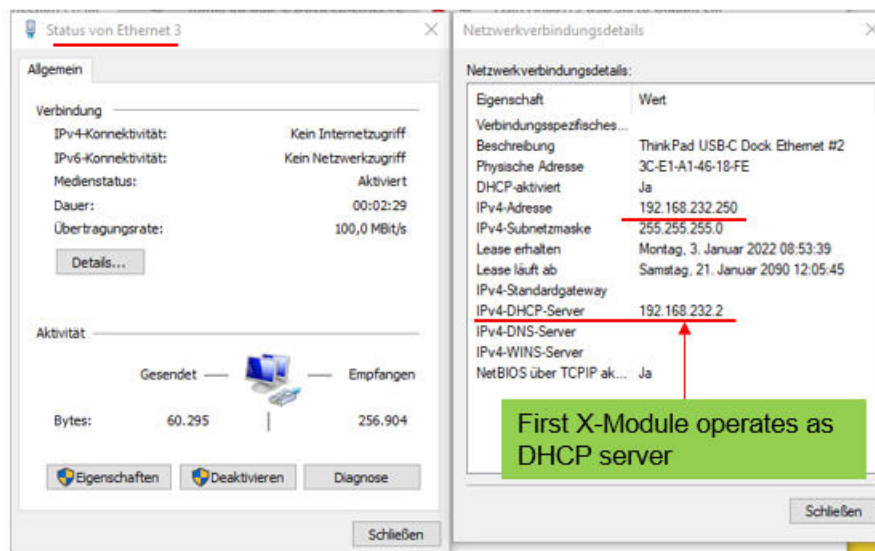 Status von Ethernet 3
Allgemein
Verbindung
IPv4-Konnektivität: Kein Internetzugriff
IPv6-Konnektivität: Kein Netzwerkzugriff
Medienstatus: Aktiviert
Dauer: 00:02:29
Übertragungsrate: 100,0 MBit/s
Details...
Aktivität
Gesendet Empfangen
Bytes: 60.295 256.904
Eigenschaften Deaktivieren Diagnose
Schließen
Netzwerkverbindungsdetails
Netzwerkverbindungsdetails:
Eigenschaft Wert
Verbindungsspezifisches...
Beschreibung ThinkPad USB-C Dock Ethernet #2
Physische Adresse 3C-E1-A1-46-18-FE
DHCP-aktiviert Ja
IPv4-Adresse 192.168.232.250
IPv4-Subnetzmaske 255.255.255.0
Lease erhalten Montag, 3. Januar 2022 08:53:39
Lease läuft ab Samstag, 21. Januar 2090 12:05:45
IPv4-Standardgateway
IPv4-DHCP-Server 192.168.232.2
IPv4-DNS-Server
IPv4-WINS-Server
NetBIOS über TCPIP ak... Ja
First X-Module operates as
DHCP server
Schließen